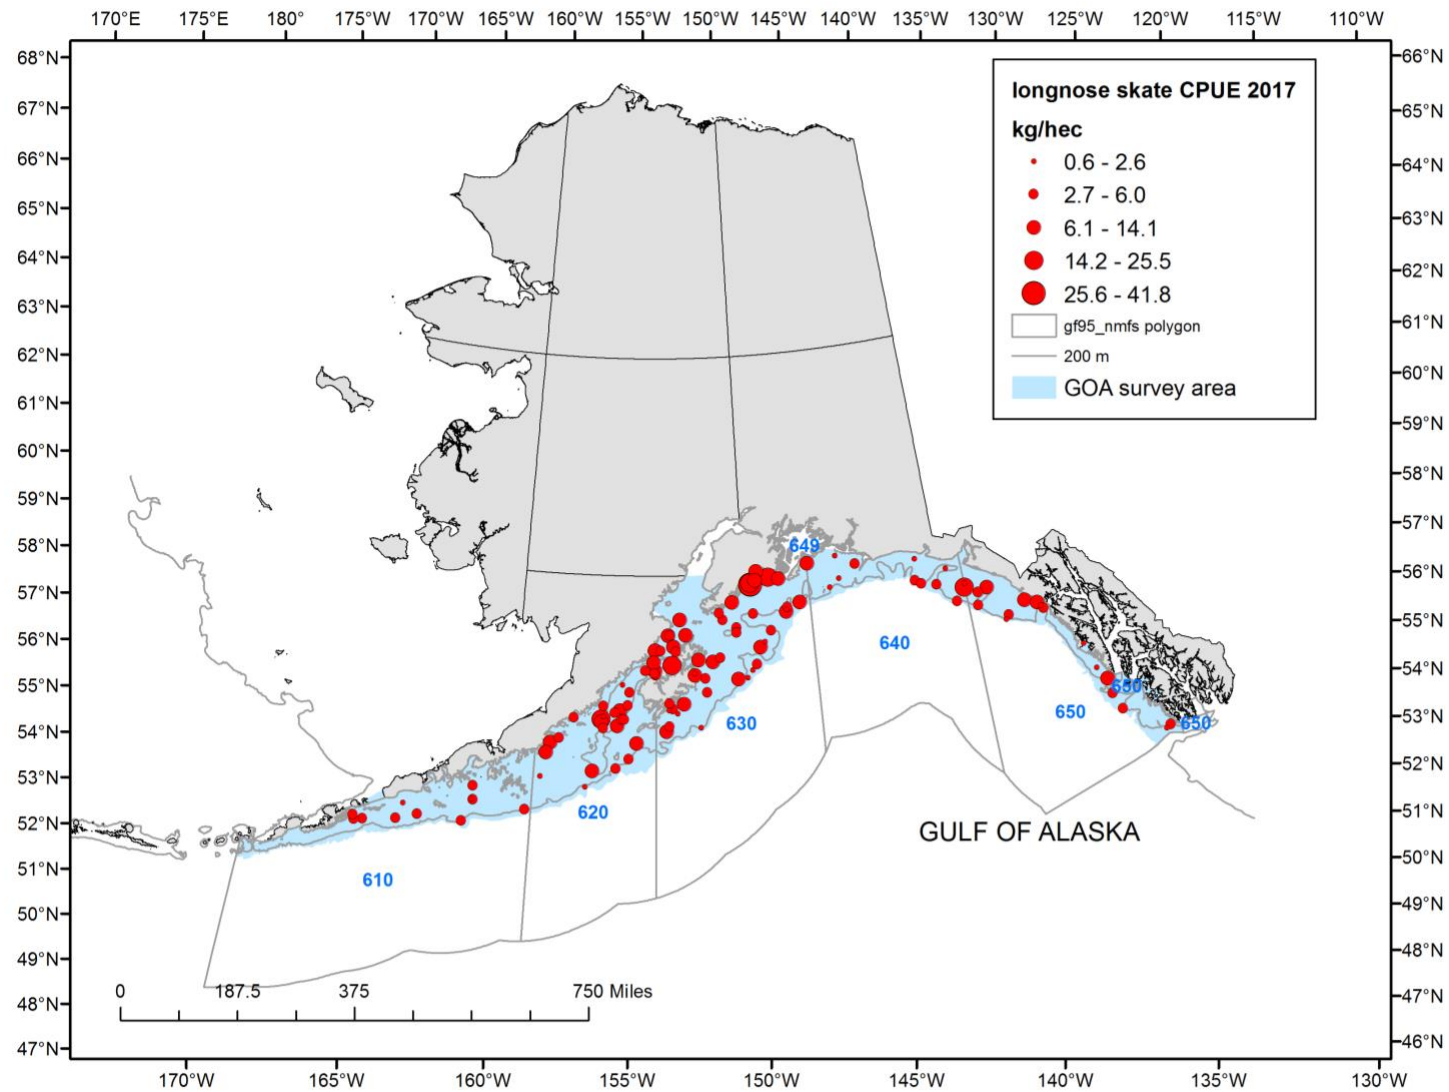 170°E 175°E 180° 175°W 170°W 165°W 160°W 155°W 150°W 145°W 140°W 135°W 130°W 125°W 120°W 115°W 110°W
68°N
67°N
66°N
65°N
64°N
63°N
62°N
61°N
60°N
59°N
58°N
57°N
56°N
55°N
54°N
53°N
52°N
51°N
50°N
49°N
48°N
47°N
longnose skate CPUE 2017
kg/hec
0.6 - 2.6
2.7 - 6.0
6.1 - 14.1
14.2 - 25.5
25.6 - 41.8
gf95_nmfs polygon
200 m
GOA survey area
649
640
650
650
650
630
620
610
GULF OF ALASKA
0 187.5 375 750 Miles
66°N
65°N
64°N
63°N
62°N
61°N
60°N
59°N
58°N
57°N
56°N
55°N
54°N
53°N
52°N
51°N
50°N
49°N
48°N
47°N
46°N
170°W 165°W 160°W 155°W 150°W 145°W 140°W 135°W 130°W